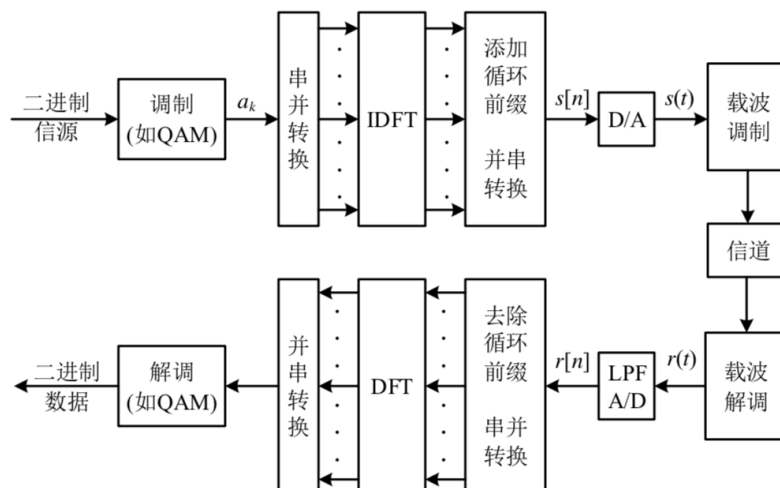 二进制
信源
调制
(如QAM)
a_k
串
并
转
换
IDFT
添加
循环
前缀
并串
转换
s[n]
D/A
s(t)
载波
调制
信道
载波
解调
r(t)
LPF
A/D
r[n]
去除
循环
前缀
串并
转换
DFT
并
串
转
换
解调
(如QAM)
二进制
数据